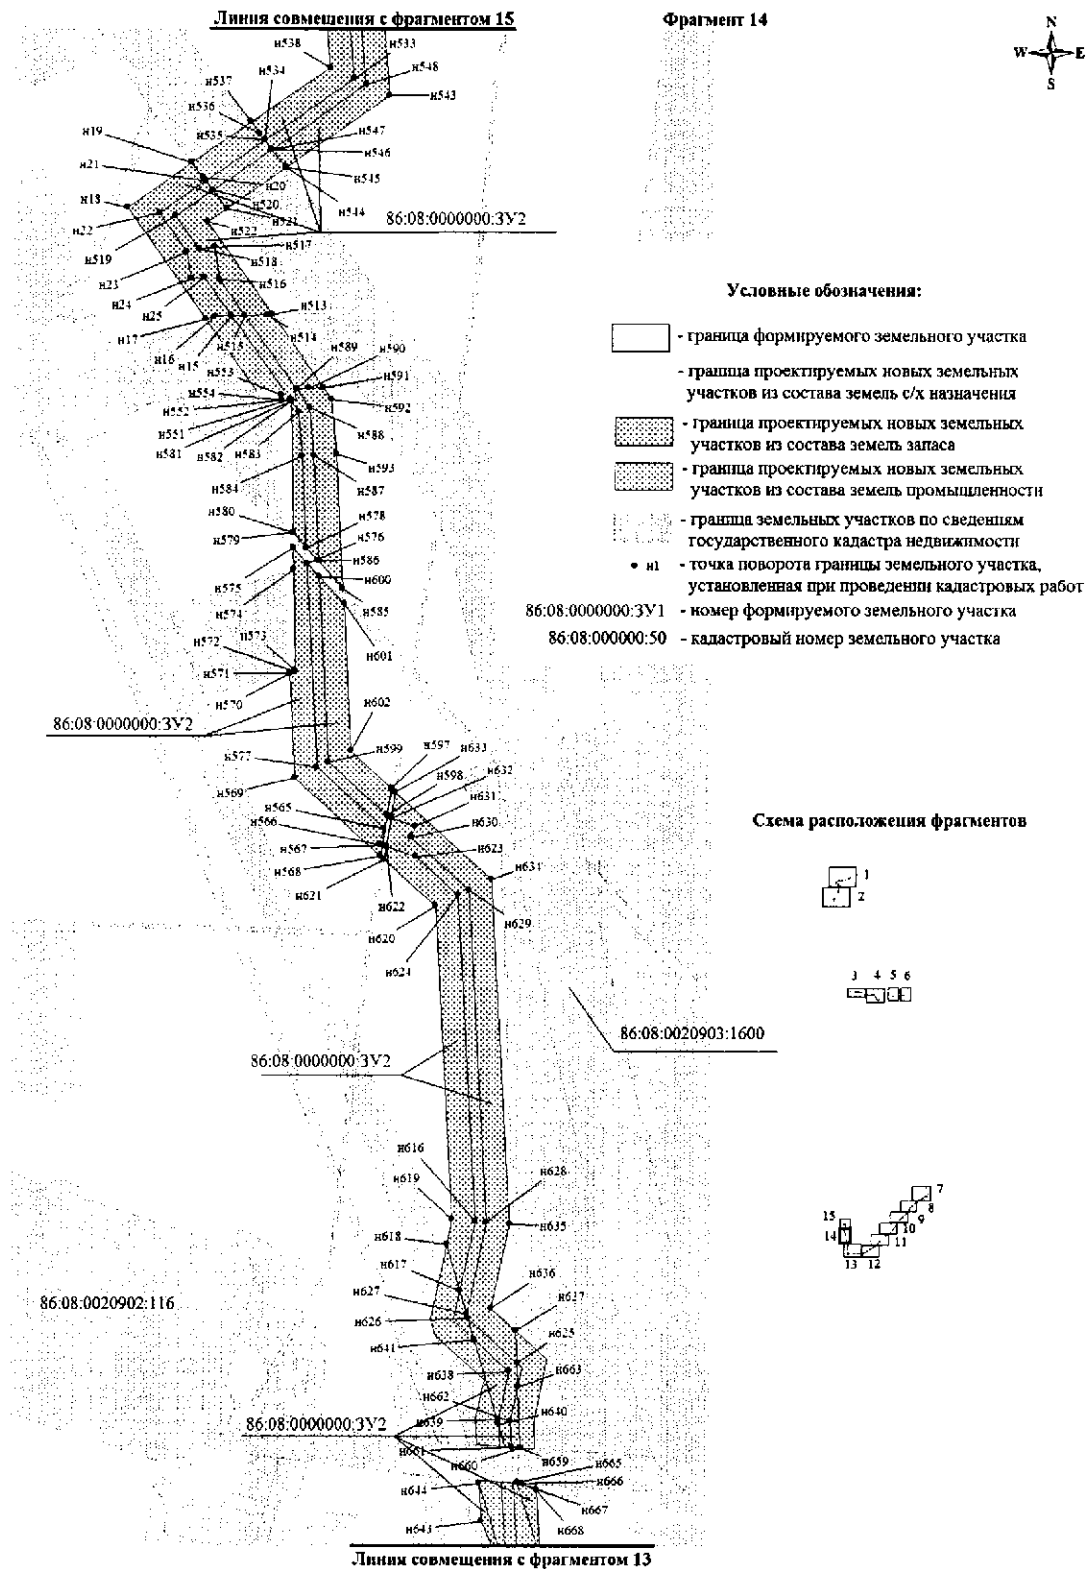 Линия совмещения с фрагментом 15
Фрагмент 14
N
W
E
S
н538
н533
н534
н548
н537
н543
н536
н535
н547
н19
н546
н21
н545
н20
н18
н520
н544
н521
86:08:0000000:ЗУ2
н22
н522
н517
н519
н518
н23
н516
н24
н513
н25
н514
н17
н515
н16
н589
н15
н590
н553
н591
н554
н592
н552
н551
н588
н581
н582
н583
н593
н584
н587
н580
н578
н579
н576
н586
н575
н600
н574
н585
н573
н572
н601
н571
н570
н602
86:08:0000000:ЗУ2
н597
н599
н633
н577
н598
н632
н569
н631
н565
н630
н566
н623
н567
н568
н634
н621
н622
н629
н620
н624
86:08:0020903:1600
86:08:0000000:ЗУ2
н616
н628
н619
н635
н618
н617
н636
н627
н637
86:08:0020902:116
н626
н625
н641
н638
н663
н662
н640
86:08:0000000:ЗУ2
н639
н661
н659
н660
н665
н666
н644
н667
н643
н668
Линия совмещения с фрагментом 13
Условные обозначения:
- граница формируемого земельного участка
- граница проектируемых новых земельных
участков из состава земель с/х назначения
- граница проектируемых новых земельных
участков из состава земель запаса
- граница проектируемых новых земельных
участков из состава земель промышленности
- граница земельных участков по сведениям
государственного кадастра недвижимости
н1 - точка поворота границы земельного участка,
установленная при проведении кадастровых работ
86:08:0000000:ЗУ1 - номер формируемого земельного участка
86:08:000000:50 - кадастровый номер земельного участка
Схема расположения фрагментов
1
2
3 4 5 6
7
8
9
15
10
14
11
13 12